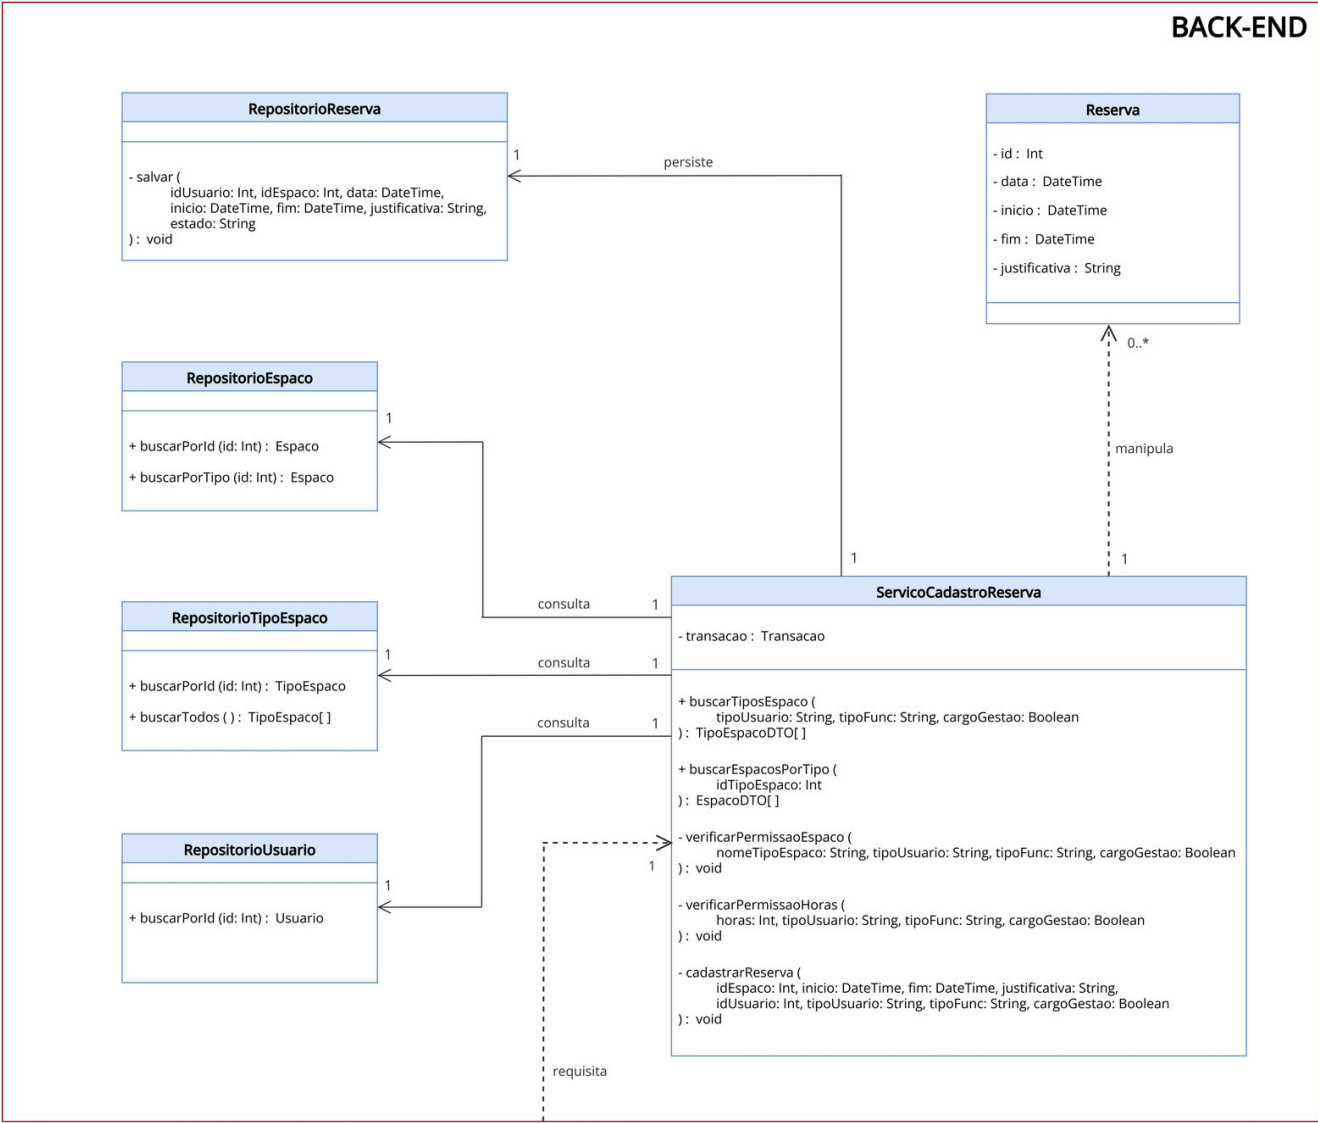 BACK-END
RepositorioReserva
- salvar (
idUsuario: Int, idEspaco: Int, data: DateTime,
inicio: DateTime, fim: DateTime, justificativa: String,
estado: String
) : void
1
persiste
Reserva
- id : Int
- data : DateTime
- inicio : DateTime
- fim : DateTime
- justificativa : String
0..*
manipula
1
1
RepositorioEspaco
+ buscarPorId (id: Int) : Espaco
+ buscarPorTipo (id: Int) : Espaco
1
consulta
1
RepositorioTipoEspaco
+ buscarPorId (id: Int) : TipoEspaco
+ buscarTodos ( ) : TipoEspaco[ ]
1
consulta
1
RepositorioUsuario
+ buscarPorId (id: Int) : Usuario
1
consulta
1
ServicoCadastroReserva
- transacao : Transacao
+ buscarTiposEspaco (
tipoUsuario: String, tipoFunc: String, cargoGestao: Boolean
) : TipoEspacoDTO[ ]
+ buscarEspacosPorTipo (
idTipoEspaco: Int
) : EspacoDTO[ ]
- verificarPermissaoEspaco (
nomeTipoEspaco: String, tipoUsuario: String, tipoFunc: String, cargoGestao: Boolean
) : void
- verificarPermissaoHoras (
horas: Int, tipoUsuario: String, tipoFunc: String, cargoGestao: Boolean
) : void
- cadastrarReserva (
idEspaco: Int, inicio: DateTime, fim: DateTime, justificativa: String,
idUsuario: Int, tipoUsuario: String, tipoFunc: String, cargoGestao: Boolean
) : void
1
requisita